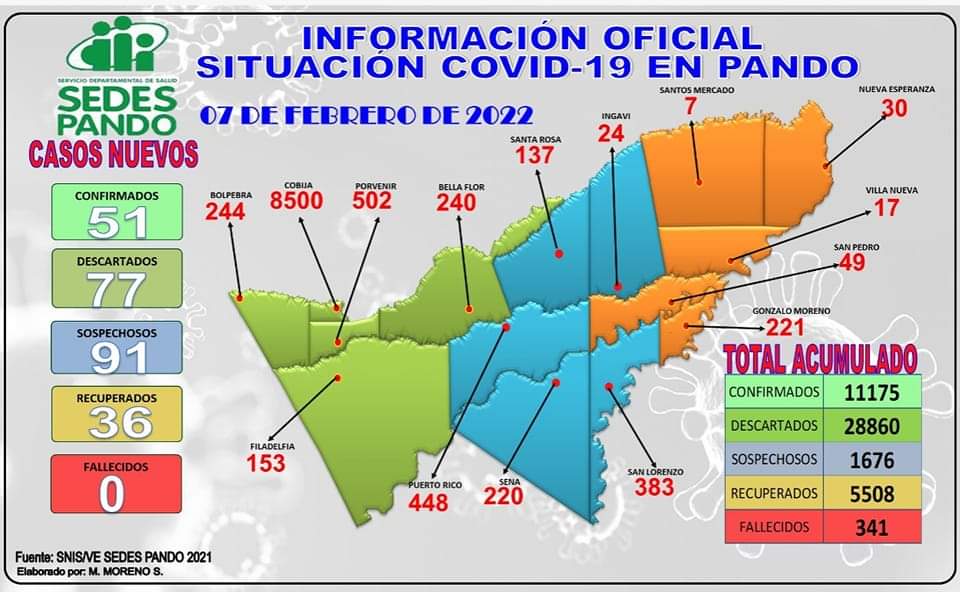 INFORMACIÓN OFICIAL
SITUACIÓN COVID-19 EN PANDO
07 DE FEBRERO DE 2022
SERVICIO DEPARTAMENTAL DE SALUD
SEDES
PANDO
CASOS NUEVOS
CONFIRMADOS
51
DESCARTADOS
77
SOSPECHOSOS
91
RECUPERADOS
36
FALLECIDOS
0
BOLPEBRA
244
COBIJA
8500
PORVENIR
502
BELLA FLOR
240
SANTA ROSA
137
INGAVI
24
SANTOS MERCADO
7
NUEVA ESPERANZA
30
VILLA NUEVA
17
SAN PEDRO
49
GONZALO MORENO
221
FILADELFIA
153
PUERTO RICO
448
SENA
220
SAN LORENZO
383
TOTAL ACUMULADO
CONFIRMADOS 11175
DESCARTADOS 28860
SOSPECHOSOS 1676
RECUPERADOS 5508
FALLECIDOS 341
Fuente: SNIS/VE SEDES PANDO 2021
Elaborado por: M. MORENO S.